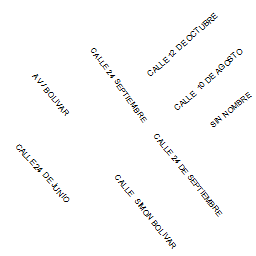 CALLE 12 DE OCTUBRE
CALLE 24 SEPTIEMBRE
CALLE 10 DE AGOSTO
AV/ BOLIVAR
SIN NOMBRE
CALLE 24 DE SEPTIEMBRE
CALLE 24 DE JUNIO
CALLE SIMON BOLIVAR